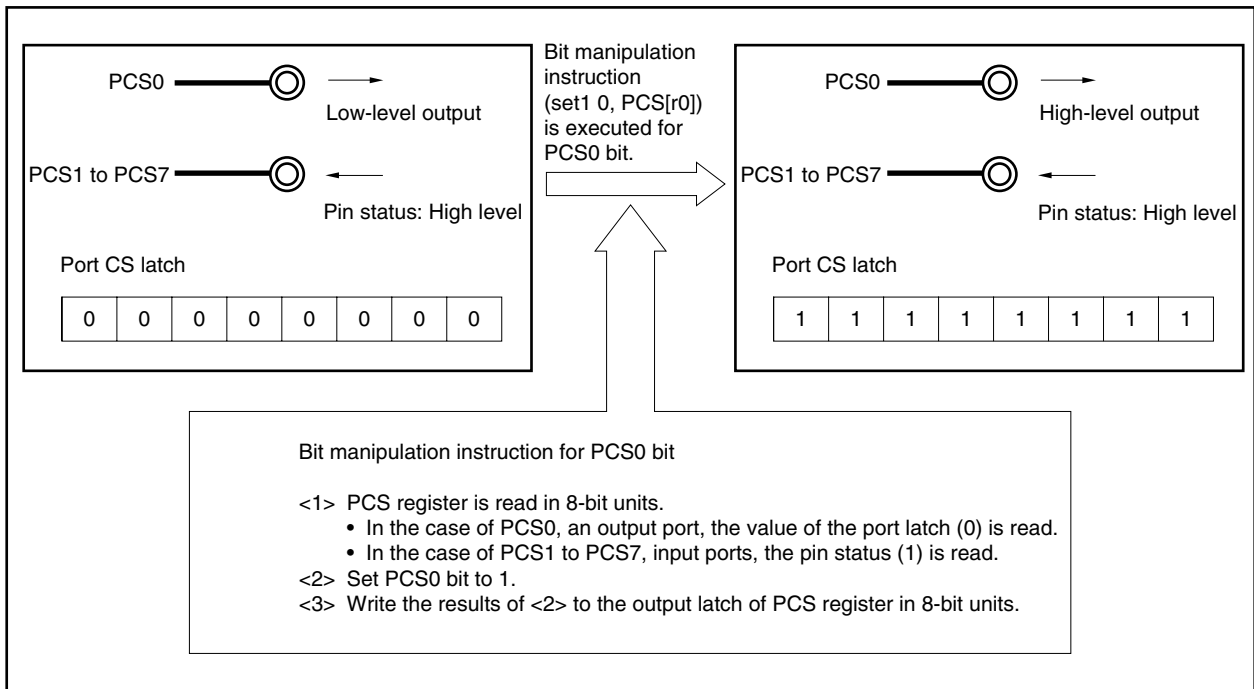 PCS0
Low-level output
PCS1 to PCS7
Pin status: High level
Port CS latch
0 0 0 0 0 0 0 0
Bit manipulation
instruction
(set1 0, PCS[r0])
is executed for
PCS0 bit.
PCS0
High-level output
PCS1 to PCS7
Pin status: High level
Port CS latch
1 1 1 1 1 1 1 1
Bit manipulation instruction for PCS0 bit
<1> PCS register is read in 8-bit units.
• In the case of PCS0, an output port, the value of the port latch (0) is read.
• In the case of PCS1 to PCS7, input ports, the pin status (1) is read.
<2> Set PCS0 bit to 1.
<3> Write the results of <2> to the output latch of PCS register in 8-bit units.